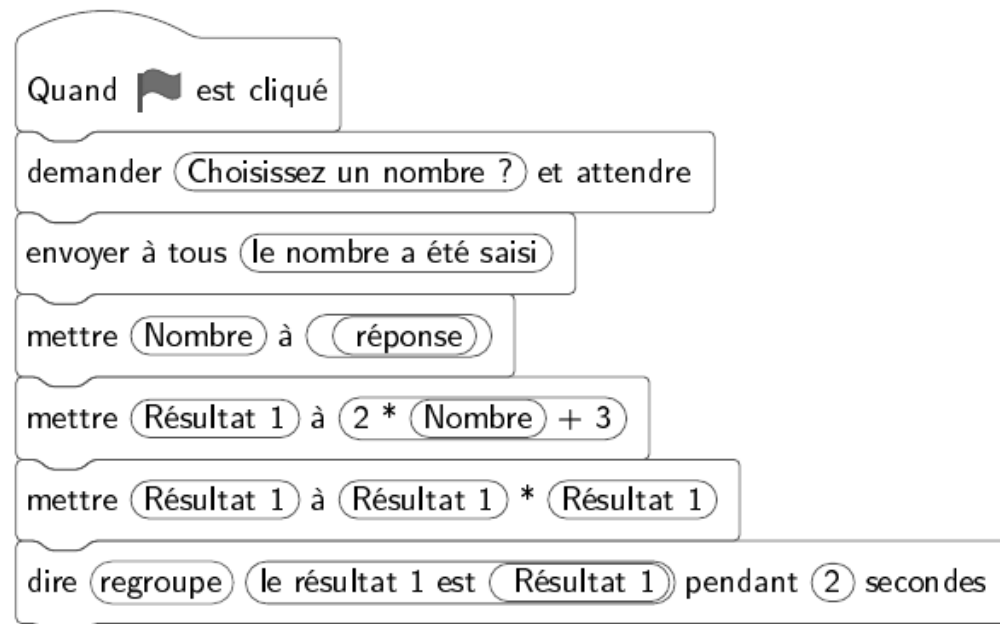 Quand est cliqué
demander Choisissez un nombre ? et attendre
envoyer à tous le nombre a été saisi
mettre Nombre à réponse
mettre Résultat 1 à 2 * Nombre + 3
mettre Résultat 1 à Résultat 1 * Résultat 1
dire regroupe le résultat 1 est Résultat 1 pendant 2 secondes